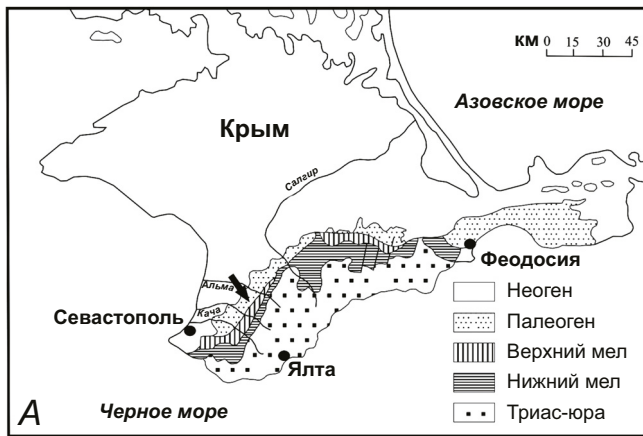 км 0 15 30 45
Азовское море
Крым
Салгир
Феодосия
Альма
Кача
Севастополь
Ялта
Черное море
А
Неоген
Палеоген
Верхний мел
Нижний мел
Триас-юра